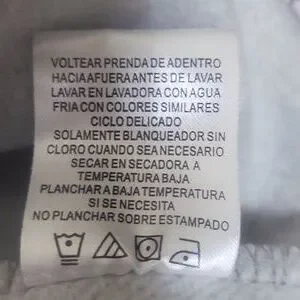 VOLTEAR PRENDA DE ADENTRO
HACIA AFUERA ANTES DE LAVAR
LAVAR EN LAVADORA CON AGUA
FRIA CON COLORES SIMILARES
CICLO DELICADO
SOLAMENTE BLANQUEADOR SIN
CLORO CUANDO SEA NECESARIO
SECAR EN SECADORA A
TEMPERATURA BAJA
PLANCHAR A BAJA TEMPERATURA
SI SE NECESITA
NO PLANCHAR SOBRE ESTAMPADO